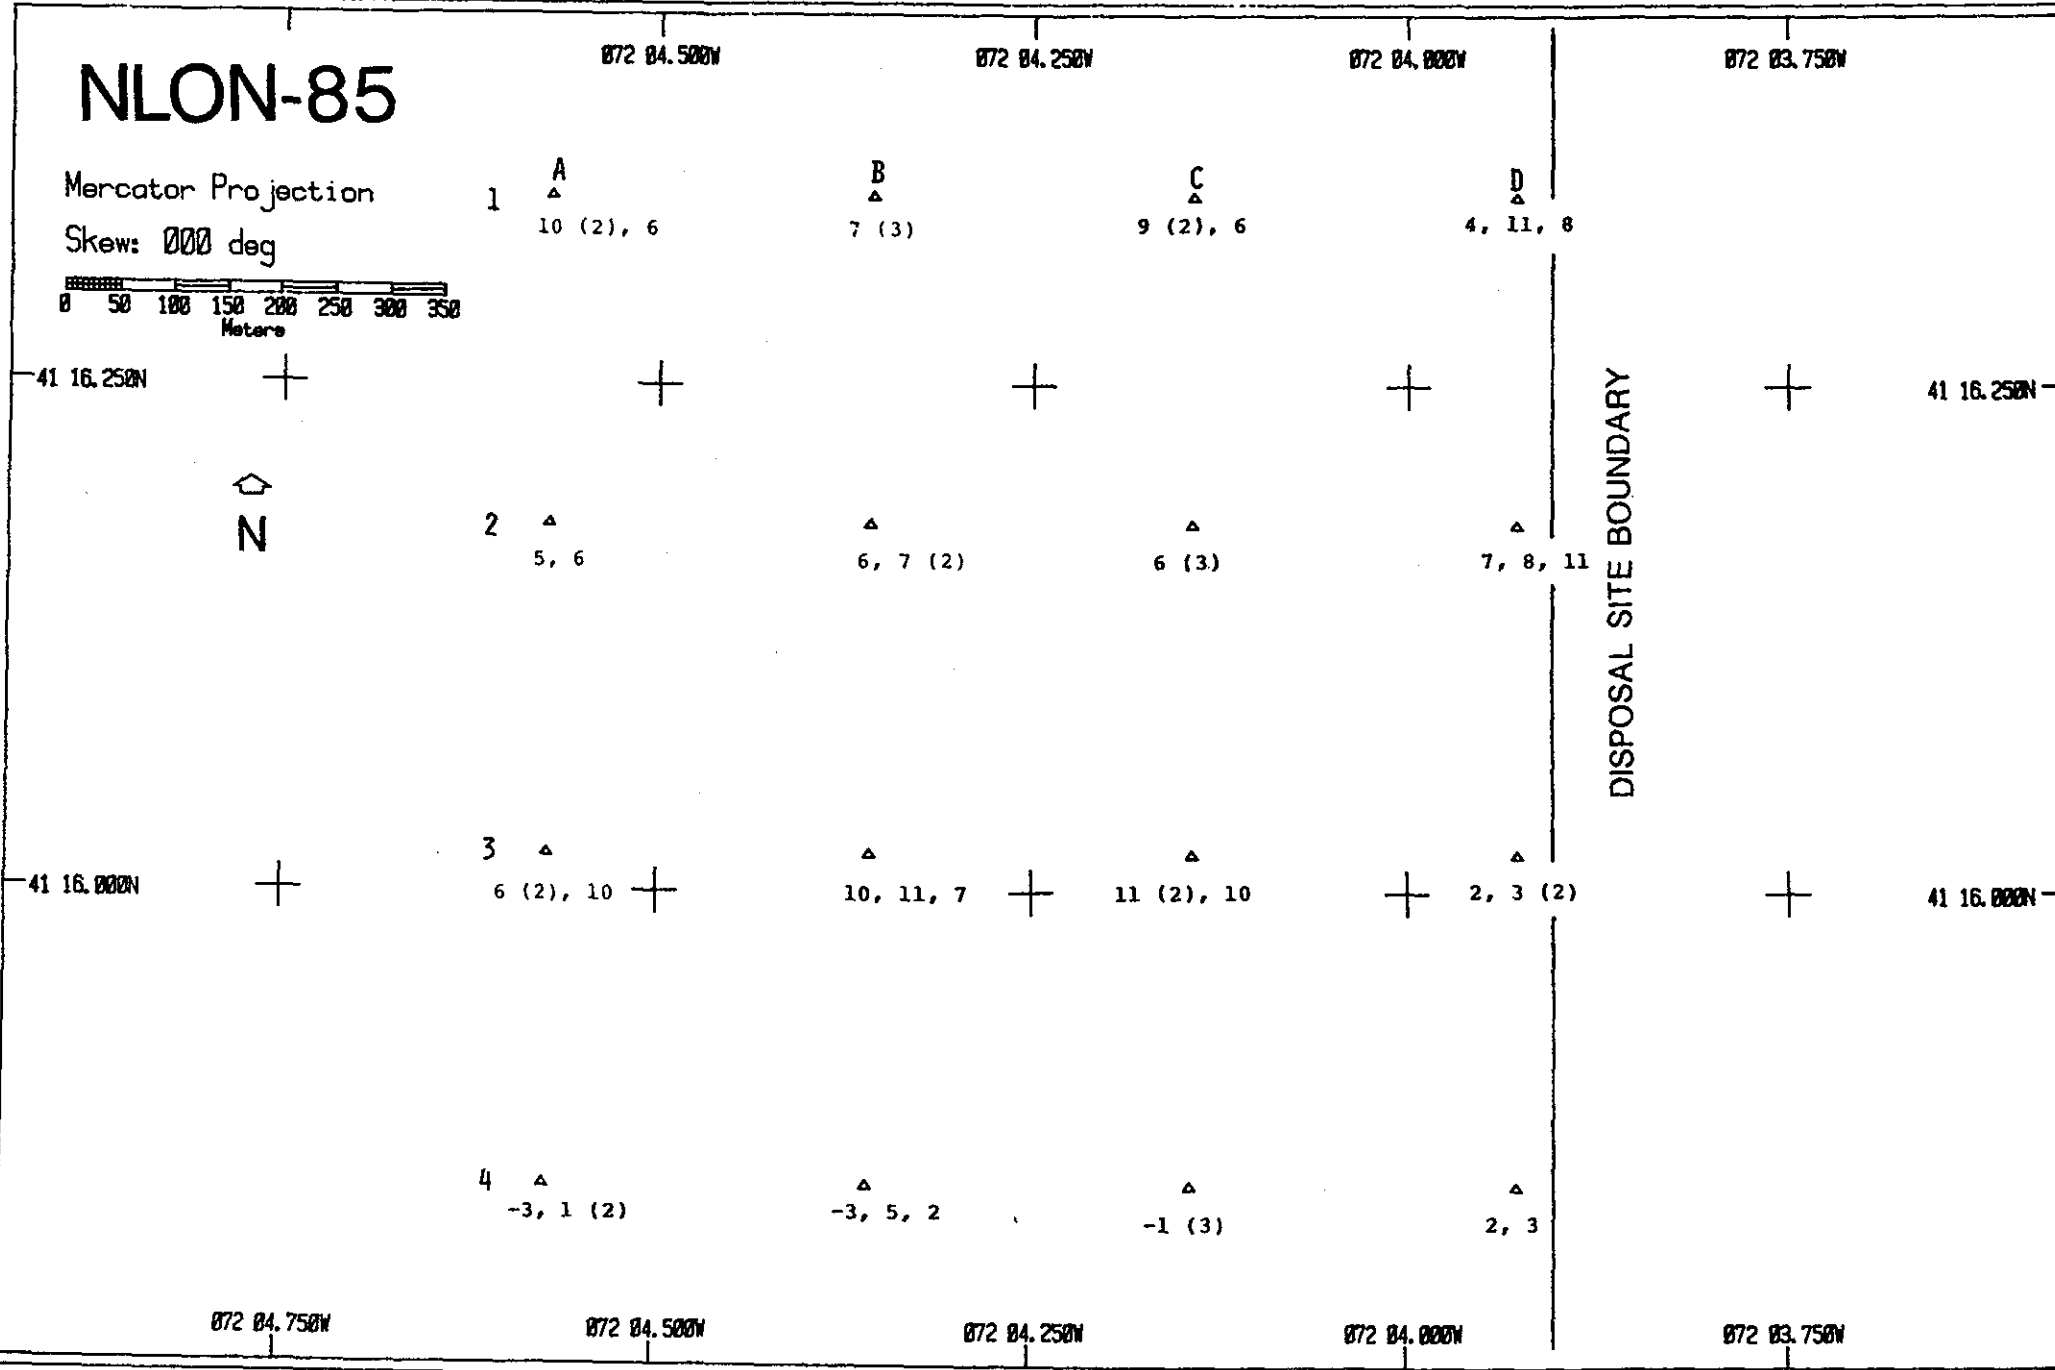 072 04.500W 072 04.250W 072 04.000W 072 03.750W
NLON-85
Mercator Projection
Skew: 000 deg
0 50 100 150 200 250 300 350
Meters
A B C D
1
10 (2), 6 7 (3) 9 (2), 6 4, 11, 8
41 16.250N 41 16.250N
N
2
5, 6 6, 7 (2) 6 (3) 7, 8, 11
DISPOSAL SITE BOUNDARY
3
41 16.000N 6 (2), 10 10, 11, 7 11 (2), 10 2, 3 (2) 41 16.000N
4
-3, 1 (2) -3, 5, 2 -1 (3) 2, 3
072 04.750W 072 04.500W 072 04.250W 072 04.000W 072 03.750W